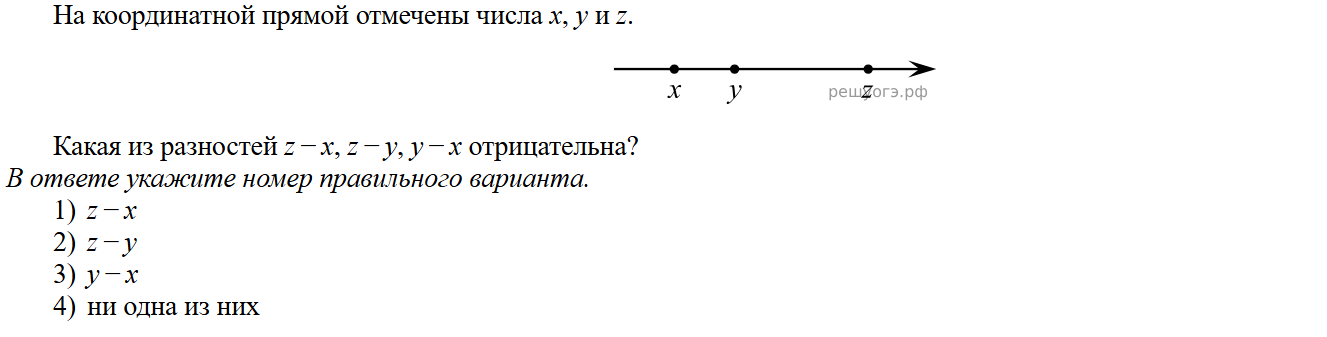 На координатной прямой отмечены числа x, y и z.
x y z
решуогэ.рф
Какая из разностей z − x, z − y, y − x отрицательна?
В ответе укажите номер правильного варианта.
1) z − x
2) z − y
3) y − x
4) ни одна из них